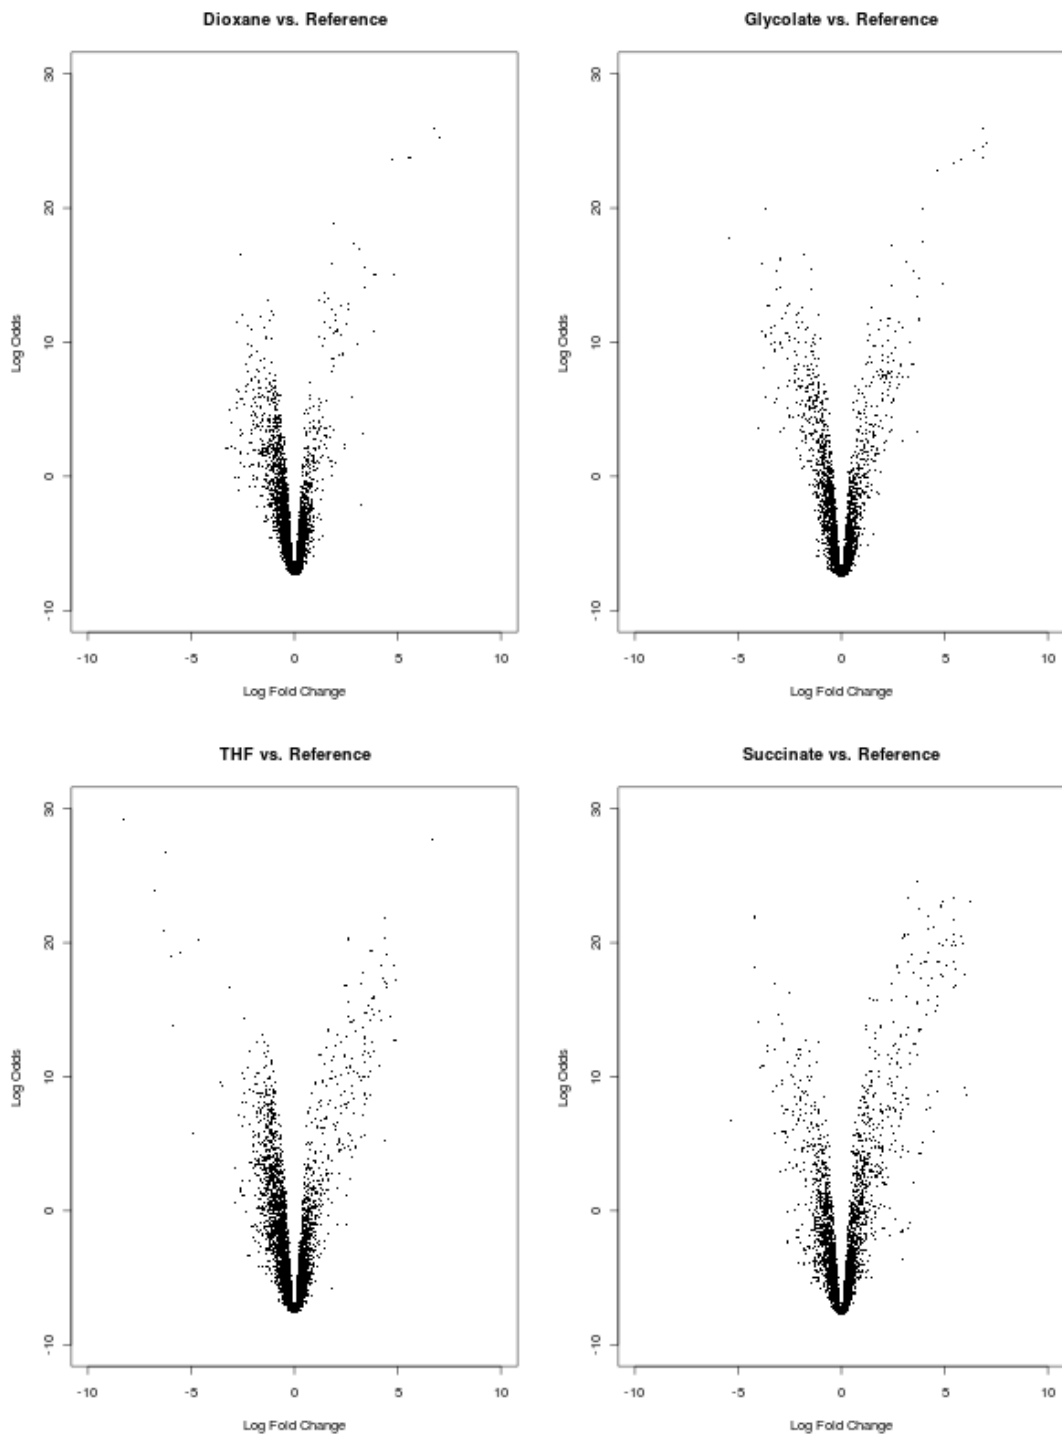 Dioxane vs. Reference
30
20
10
0
-10
Log Odds
-10 -5 0 5 10
Log Fold Change
Glycolate vs. Reference
30
20
10
0
-10
Log Odds
-10 -5 0 5 10
Log Fold Change
THF vs. Reference
30
20
10
0
-10
Log Odds
-10 -5 0 5 10
Log Fold Change
Succinate vs. Reference
30
20
10
0
-10
Log Odds
-10 -5 0 5 10
Log Fold Change